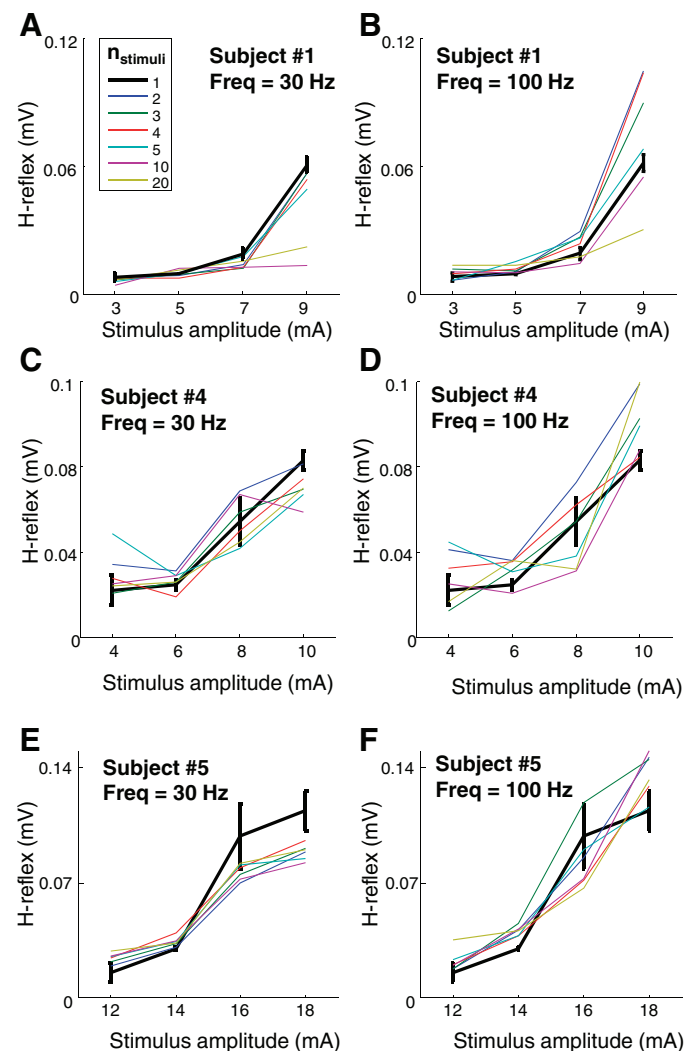 A
0.12
n_stimuli
1
2
3
4
5
10
20
Subject #1
Freq = 30 Hz
H-reflex (mV)
0.06
0
3 5 7 9
Stimulus amplitude (mA)
B
0.12
Subject #1
Freq = 100 Hz
H-reflex (mV)
0.06
0
3 5 7 9
Stimulus amplitude (mA)
C
0.1
Subject #4
Freq = 30 Hz
H-reflex (mV)
0.08
0.04
0
4 6 8 10
Stimulus amplitude (mA)
D
0.1
Subject #4
Freq = 100 Hz
H-reflex (mV)
0.08
0.04
0
4 6 8 10
Stimulus amplitude (mA)
E
Subject #5
Freq = 30 Hz
H-reflex (mV)
0.14
0.07
0
12 14 16 18
Stimulus amplitude (mA)
F
Subject #5
Freq = 100 Hz
H-reflex (mV)
0.14
0.07
0
12 14 16 18
Stimulus amplitude (mA)